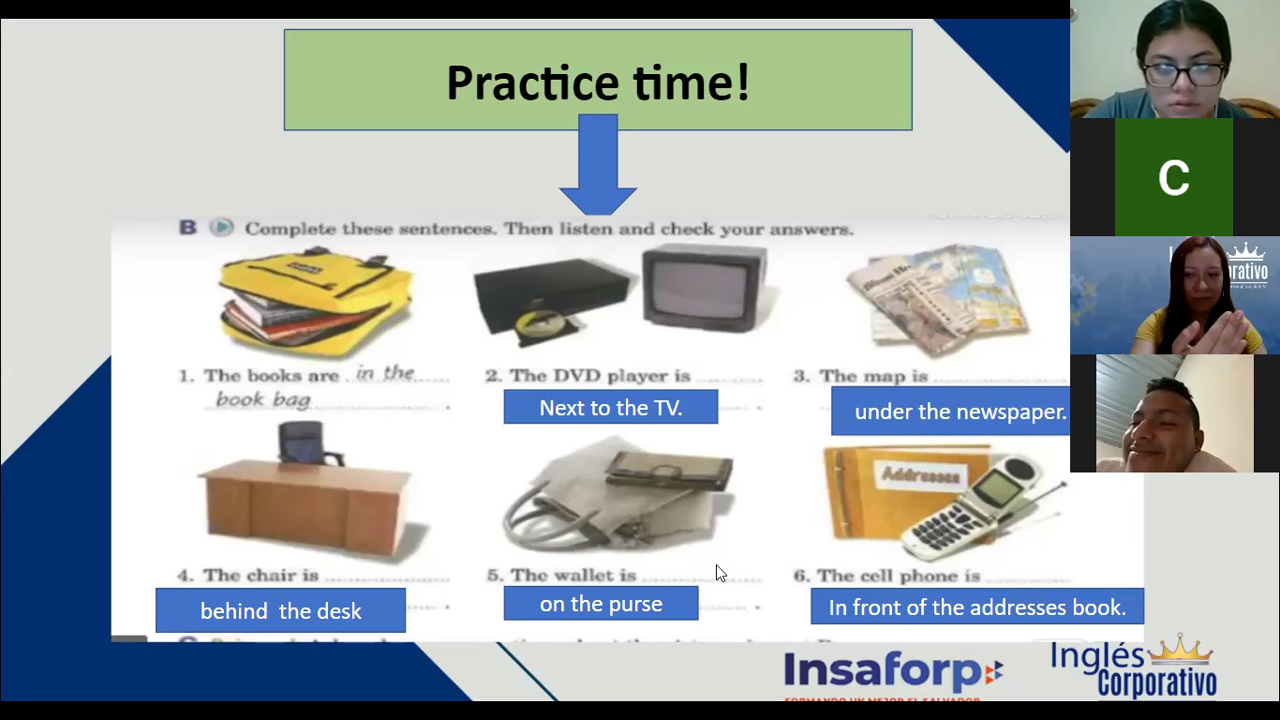 Practice time!
B Complete these sentences. Then listen and check your answers.
1. The books are in the
book bag.
2. The DVD player is
Next to the TV.
3. The map is
under the newspaper.
Addresses
4. The chair is
behind the desk
5. The wallet is
on the purse
6. The cell phone is
In front of the addresses book.
C
Insaforp
FORMANDO UN MEJOR EL SALVADOR
Inglés
Corporativo